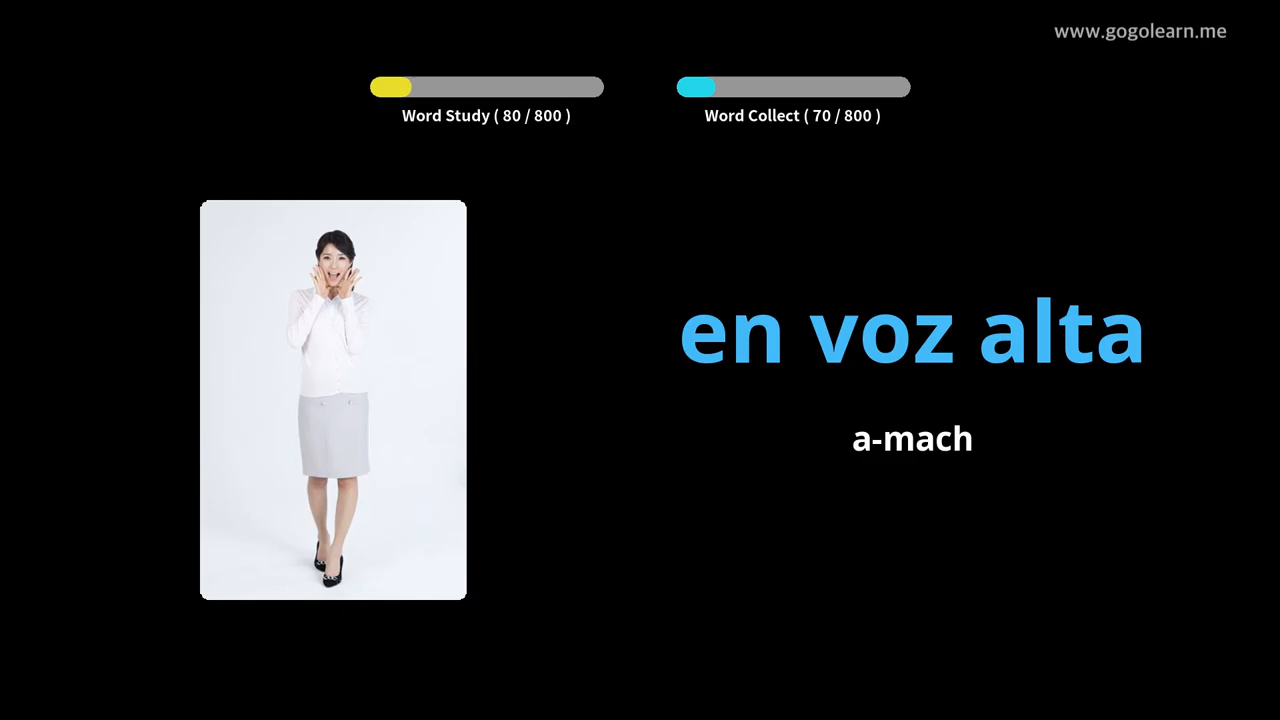 www.gogolearn.me
Word Study ( 80 / 800 )
Word Collect ( 70 / 800 )
en voz alta
a-mach